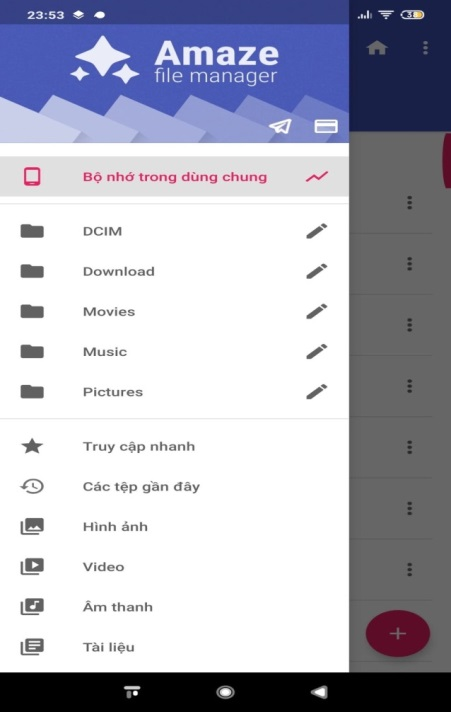 23:53
Amaze
file manager
Bộ nhớ trong dùng chung
DCIM
Download
Movies
Music
Pictures
Truy cập nhanh
Các tệp gần đây
Hình ảnh
Video
Âm thanh
Tài liệu